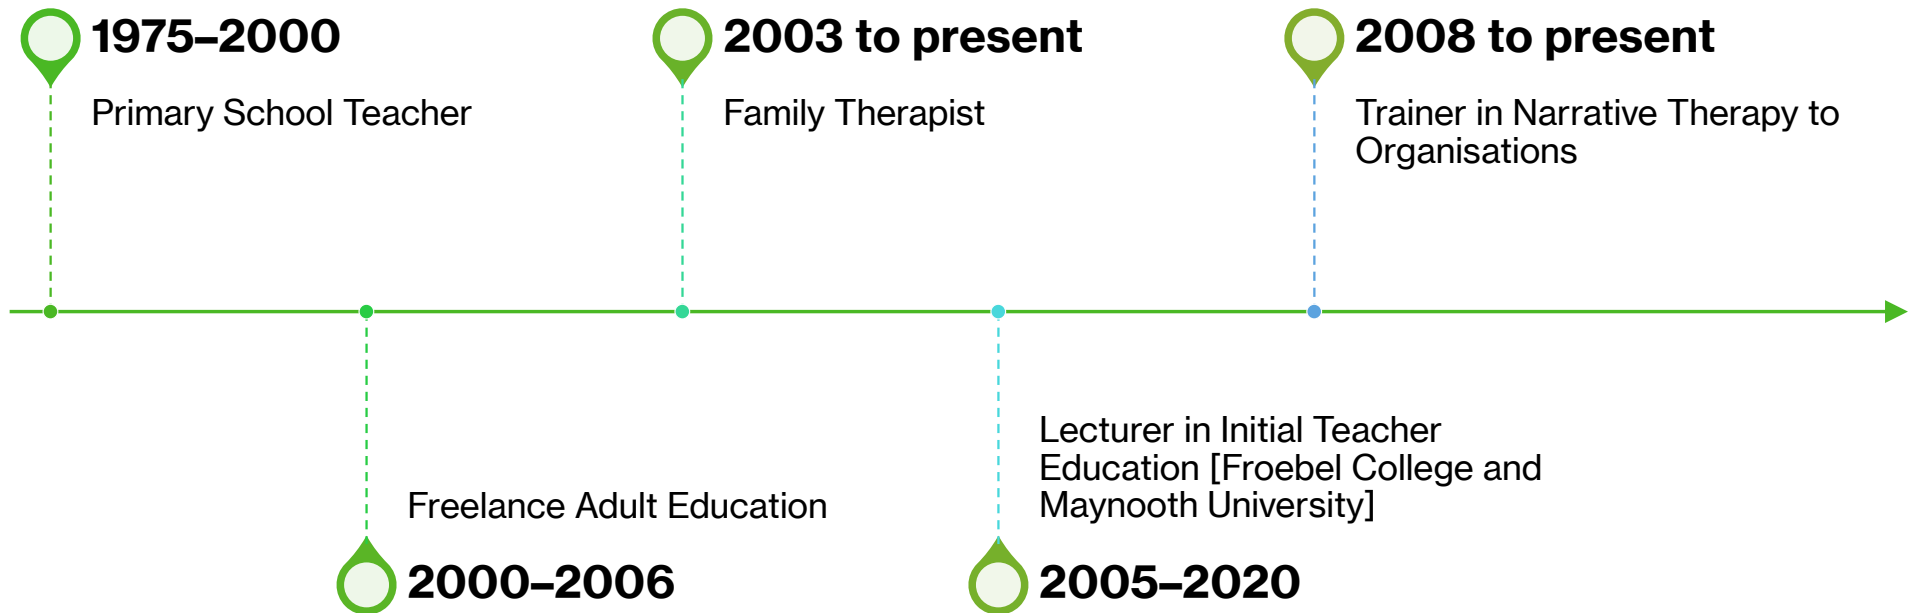 1975–2000
Primary School Teacher
2003 to present
Family Therapist
2008 to present
Trainer in Narrative Therapy to
Organisations
Freelance Adult Education
2000–2006
Lecturer in Initial Teacher
Education [Froebel College and
Maynooth University]
2005–2020